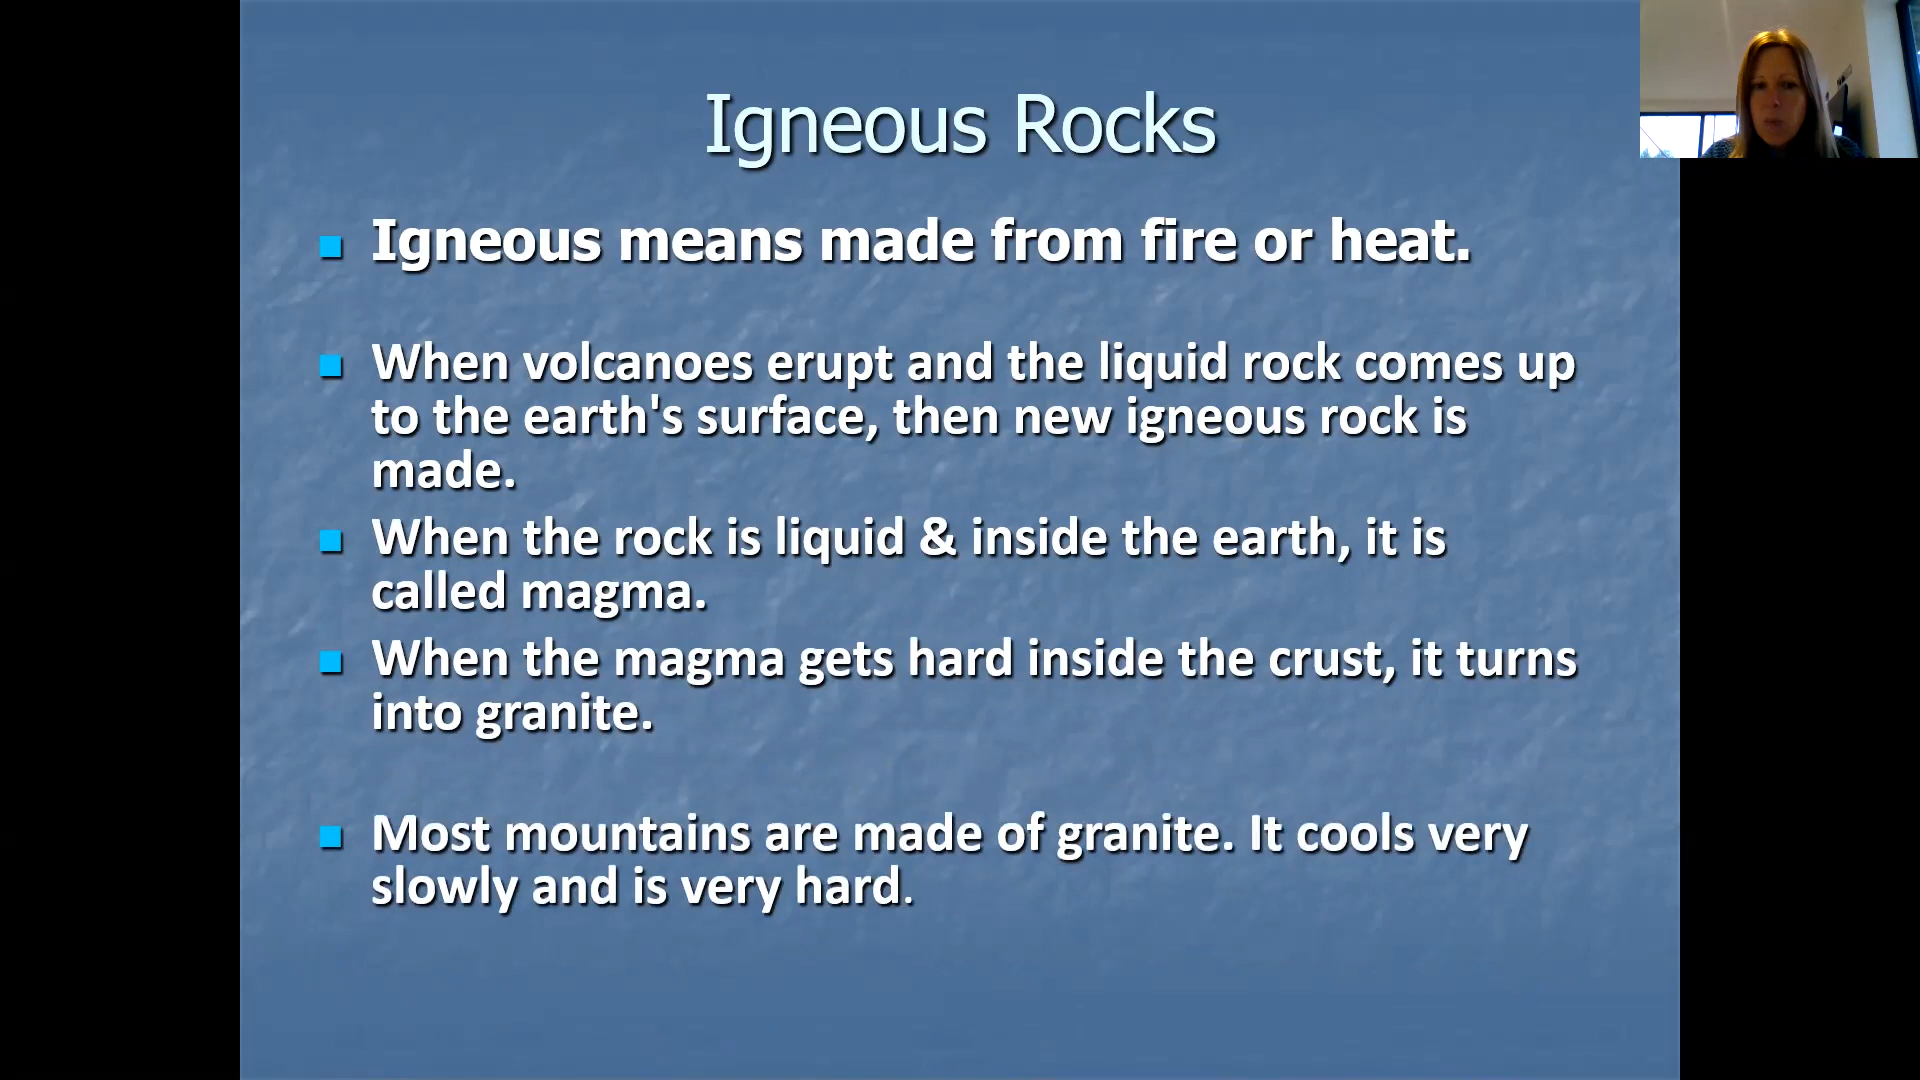 Igneous Rocks
Igneous means made from fire or heat.
When volcanoes erupt and the liquid rock comes up
to the earth's surface, then new igneous rock is
made.
When the rock is liquid & inside the earth, it is
called magma.
When the magma gets hard inside the crust, it turns
into granite.
Most mountains are made of granite. It cools very
slowly and is very hard.